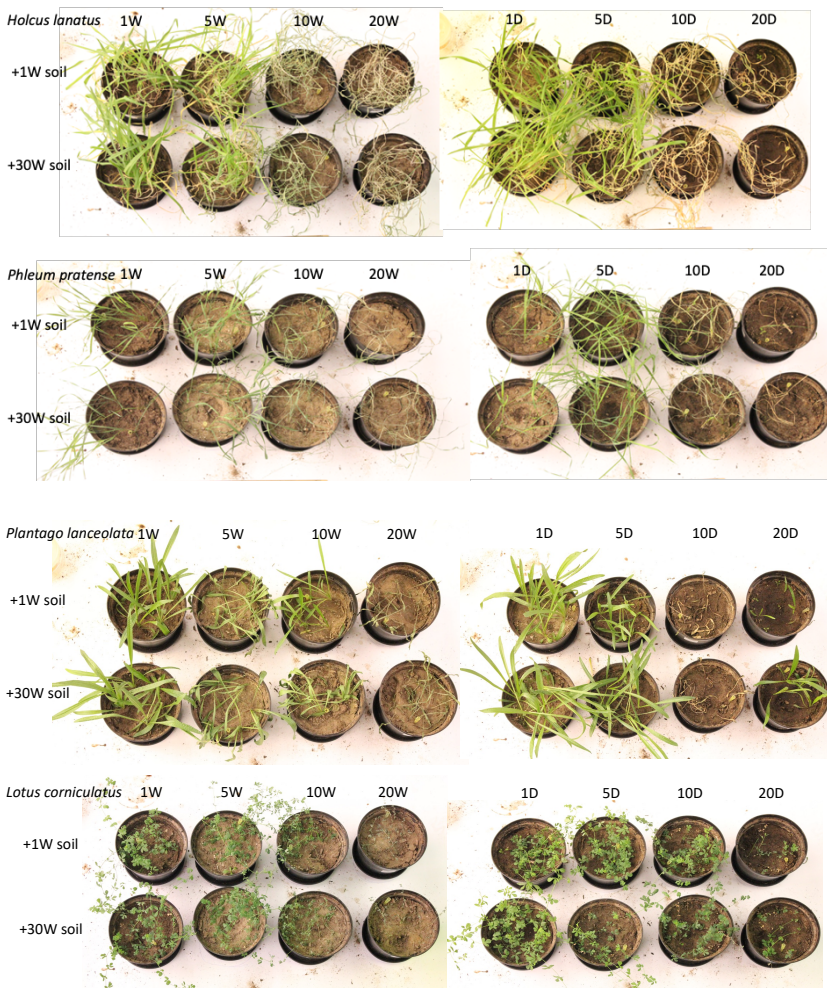 Holcus lanatus 1W 5W 10W 20W 1D 5D 10D 20D
+1W soil
+30W soil
Phleum pratense 1W 5W 10W 20W 1D 5D 10D 20D
+1W soil
+30W soil
Plantago lanceolata 1W 5W 10W 20W 1D 5D 10D 20D
+1W soil
+30W soil
Lotus corniculatus 1W 5W 10W 20W 1D 5D 10D 20D
+1W soil
+30W soil